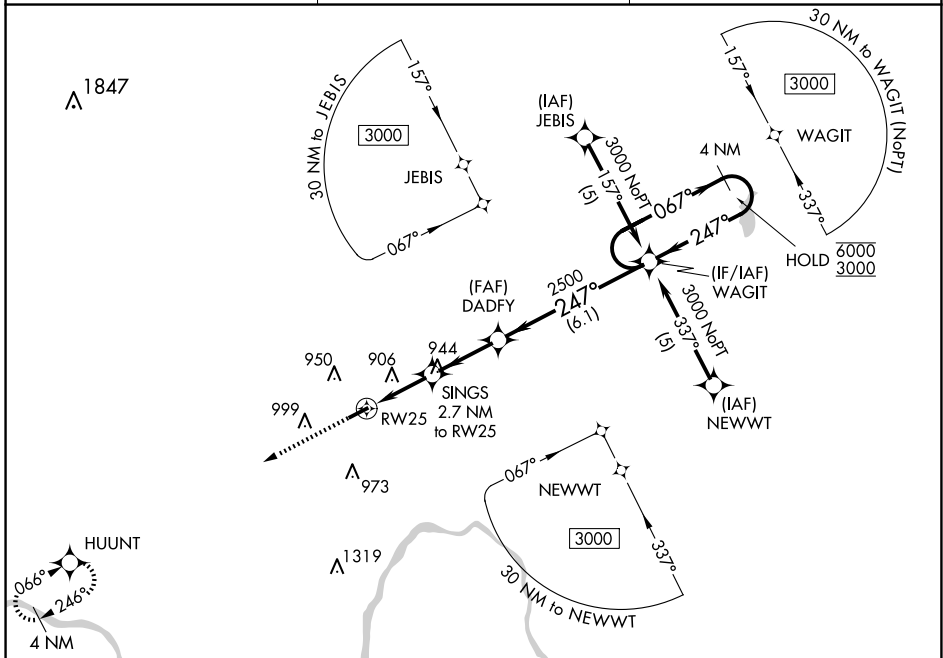 1847
30 NM to JEBIS
157°
3000
JEBIS
067°
(IAF)
JEBIS
3000 NoPT
157°
(5)
4 NM
067°
247°
30 NM to WAGIT (NoPT)
157°
3000
WAGIT
337°
HOLD 6000
3000
(IF/IAF)
WAGIT
2500
247°
(6.1)
(FAF)
DADFY
3000 NoPT
337°
(5)
(IAF)
NEWWT
950
906
944
SINGS
2.7 NM
to RW25
999
RW25
973
067°
NEWWT
3000
337°
30 NM to NEWWT
1319
HUUNT
066°
246°
4 NM